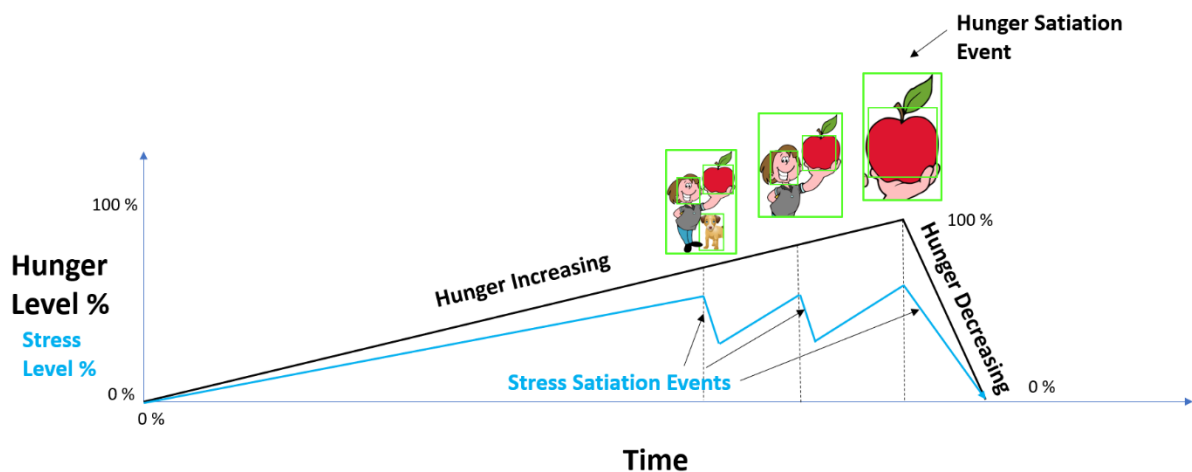 Hunger Satiation
Event
100 %
100 %
Hunger Increasing
Hunger Decreasing
Hunger
Level %
Stress
Level %
Stress Satiation Events
0 %
0 %
0 %
Time